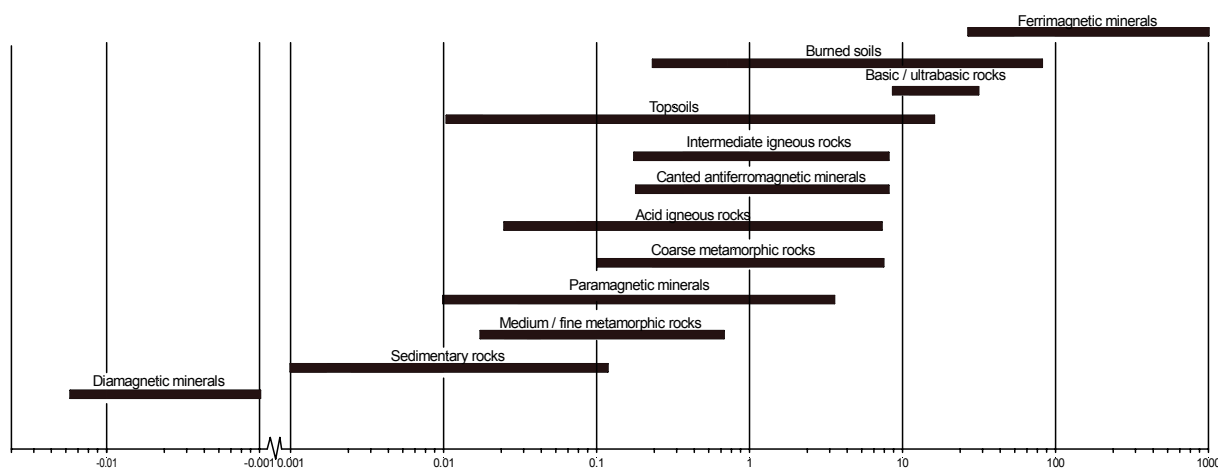 Ferrimagnetic minerals
Burned soils
Basic / ultrabasic rocks
Topsoils
Intermediate igneous rocks
Canted antiferromagnetic minerals
Acid igneous rocks
Coarse metamorphic rocks
Paramagnetic minerals
Medium / fine metamorphic rocks
Sedimentary rocks
Diamagnetic minerals
-0.01 -0.001 0.001 0.01 0.1 1 10 100 1000